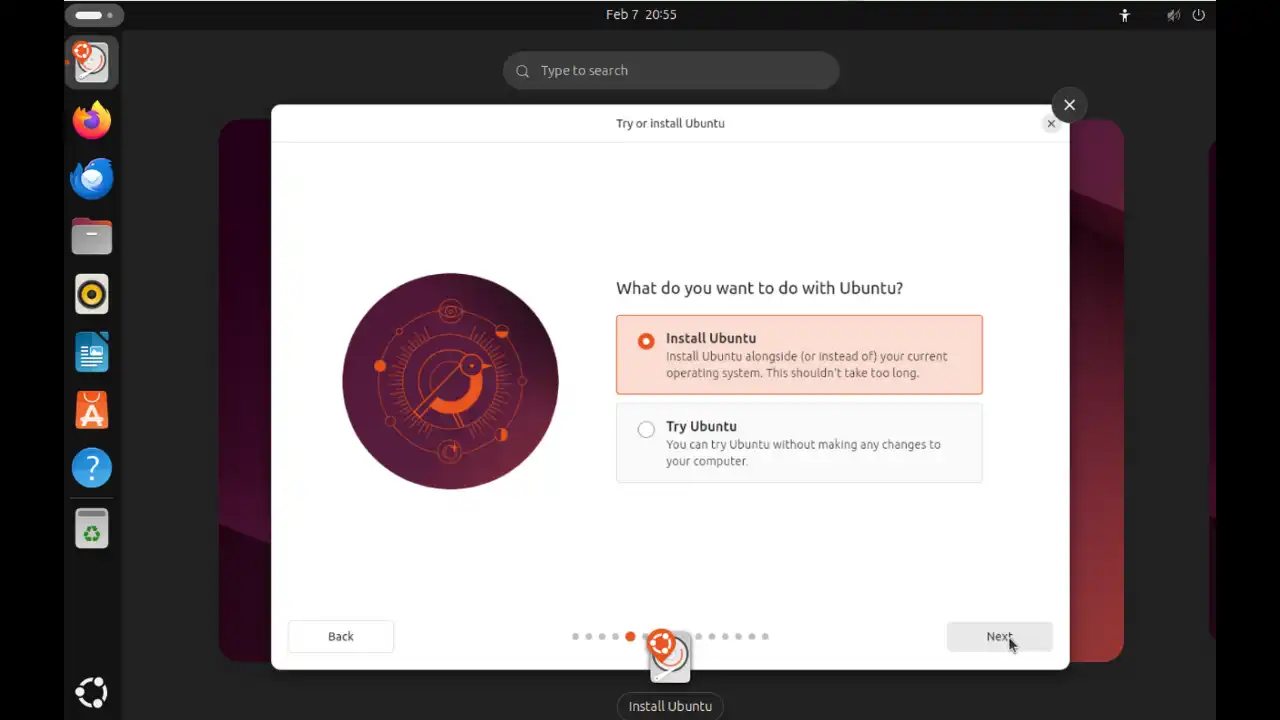 Feb 7 20:55
Type to search
Try or install Ubuntu
What do you want to do with Ubuntu?
Install Ubuntu
Install Ubuntu alongside (or instead of) your current
operating system. This shouldn't take too long.
Try Ubuntu
You can try Ubuntu without making any changes to
your computer.
Back
Next
Install Ubuntu